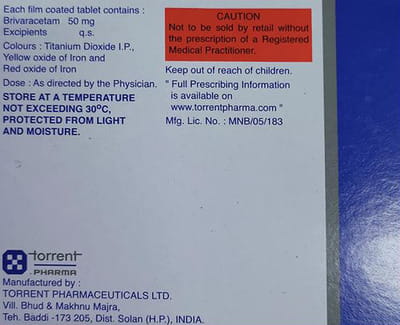 Each film coated tablet contains :
Brivaracetam 50 mg
Excipients q.s.
Colours : Titanium Dioxide I.P.,
Yellow oxide of Iron and
Red oxide of Iron
Dose : As directed by the Physician.
STORE AT A TEMPERATURE
NOT EXCEEDING 30°C,
PROTECTED FROM LIGHT
AND MOISTURE.
CAUTION
Not to be sold by retail without
the prescription of a Registered
Medical Practitioner.
Keep out of reach of children.
" Full Prescribing Information
is available on
www.torrentpharma.com "
Mfg. Lic. No. : MNB/05/183
torrent
PHARMA
Manufactured by :
TORRENT PHARMACEUTICALS LTD.
Vill. Bhud & Makhnu Majra,
Teh. Baddi -173 205, Dist. Solan (H.P.), INDIA.